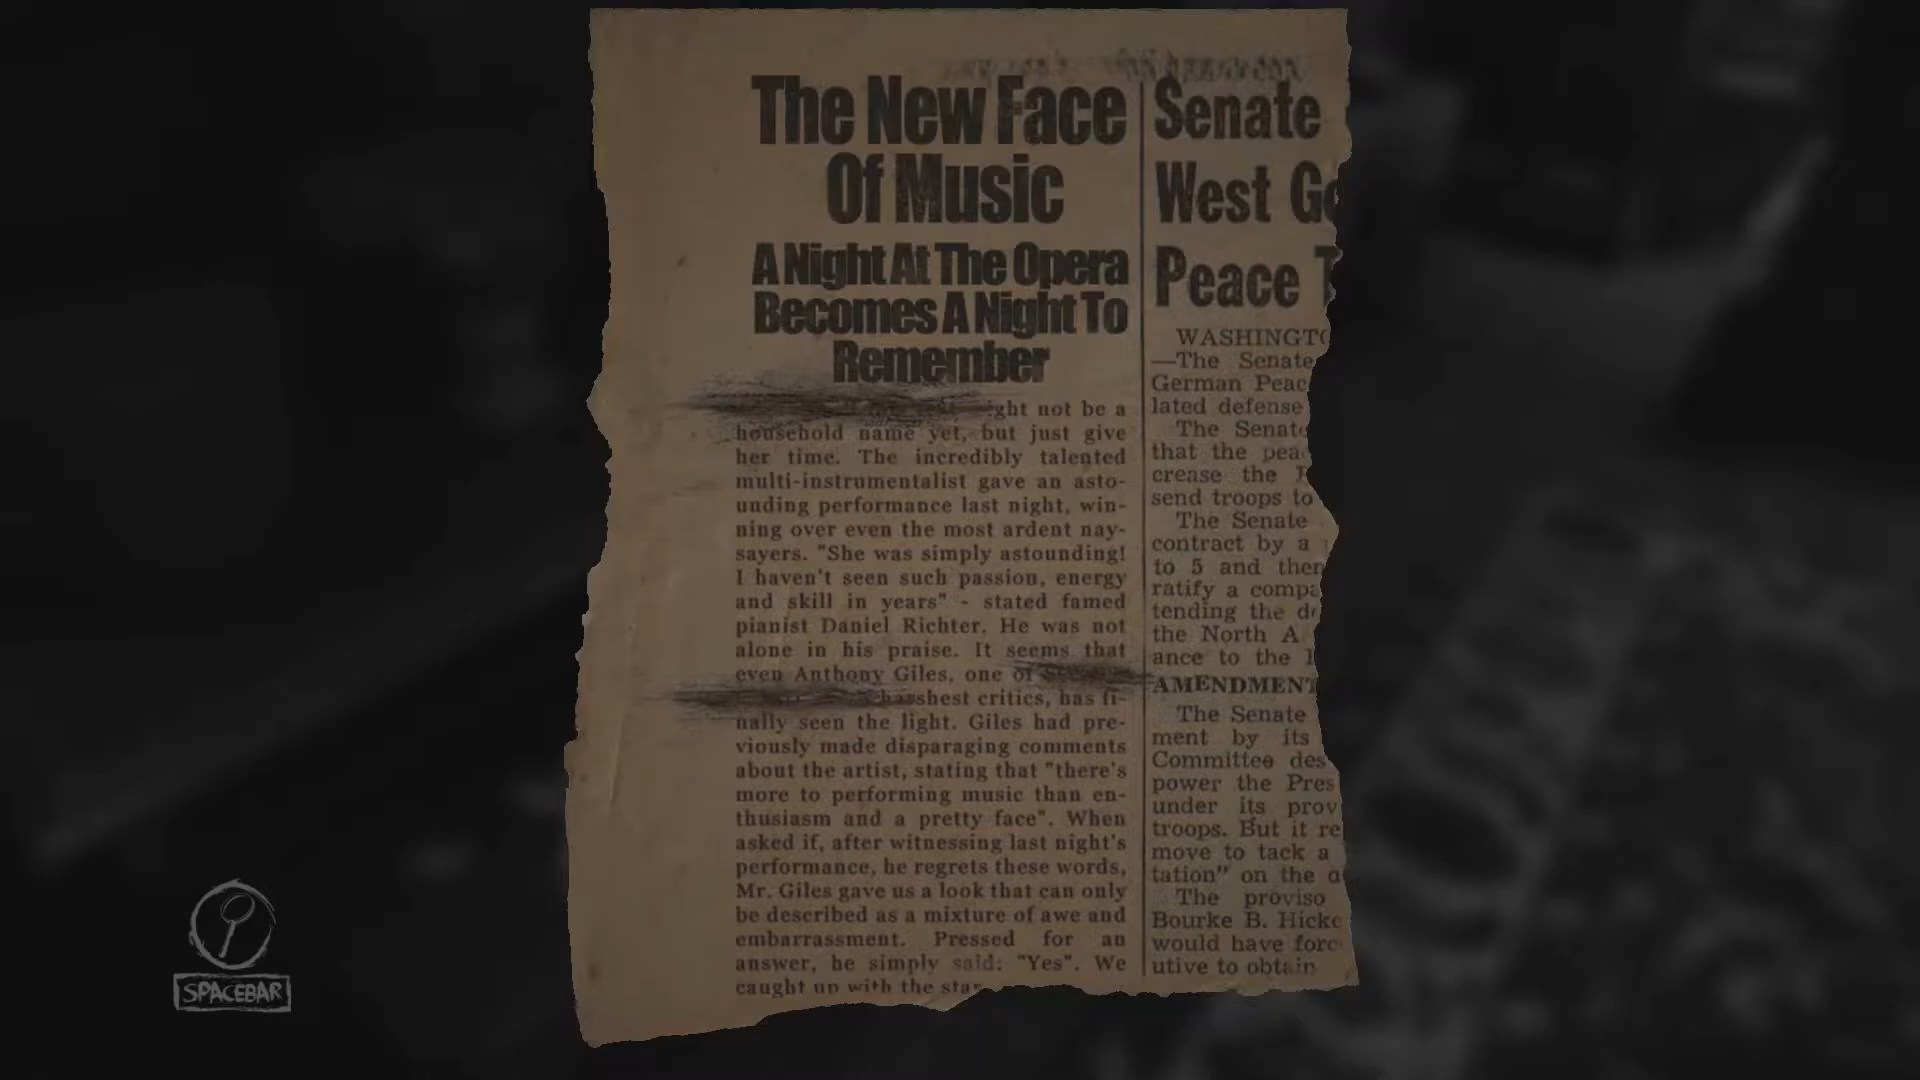 The New Face
Of Music
A Night At The Opera
Becomes A Night To
Remember
ght not be a
household name yet, but just give
her time. The incredibly talented
multi-instrumentalist gave an asto-
unding performance last night, win-
ning over even the most ardent nay-
sayers. "She was simply astounding!
I haven't seen such passion, energy
and skill in years" - stated famed
pianist Daniel Richter. He was not
alone in his praise. It seems that
even Anthony Giles, one of
harshest critics, has fi-
nally seen the light. Giles had pre-
viously made disparaging comments
about the artist, stating that "there's
more to performing music than en-
thusiasm and a pretty face". When
asked if, after witnessing last night's
performance, he regrets these words,
Mr. Giles gave us a look that can only
be described as a mixture of awe and
embarrassment. Pressed for an
answer, he simply said: "Yes". We
caught up with the star
Senate
West Ge
Peace T
WASHINGTO
—The Senate
German Peac
lated defense
The Senate
that the peac
crease the
send troops to
The Senate
contract by a
to 5 and then
ratify a compa
tending the de
the North A
ance to the
AMENDMENT
The Senate
ment by its
Committee des
power the Pres
under its prov
troops. But it re
move to tack a
tation" on the a
The proviso
Bourke B. Hicke
would have forc
utive to obtain
SPACEBAR